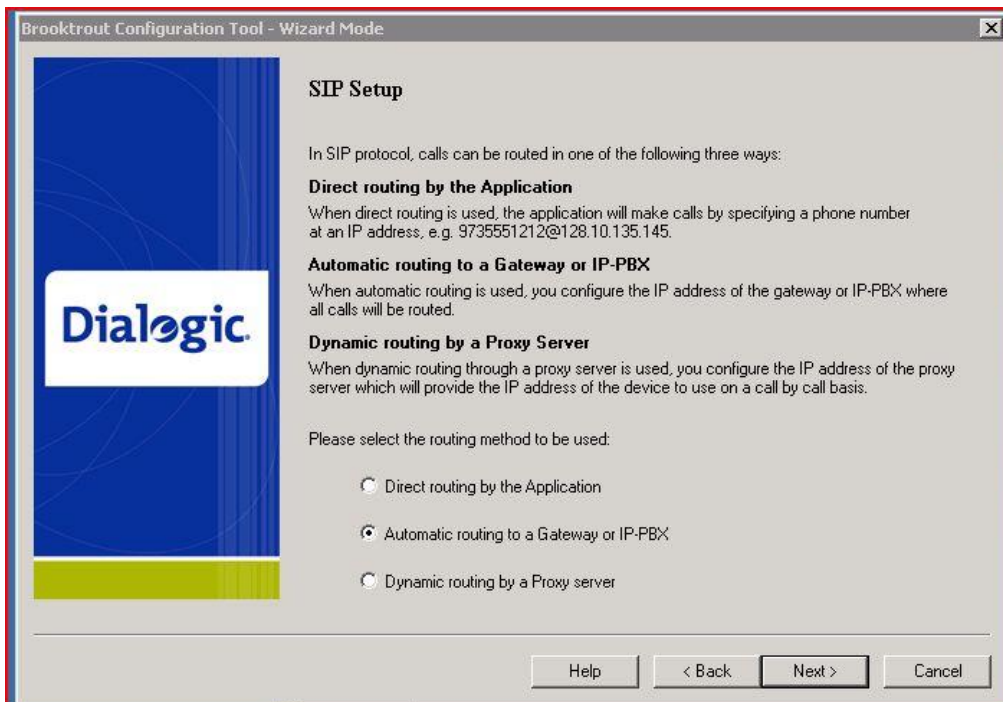 Brooktrout Configuration Tool - Wizard Mode
SIP Setup
In SIP protocol, calls can be routed in one of the following three ways:
Direct routing by the Application
When direct routing is used, the application will make calls by specifying a phone number
at an IP address, e.g. 9735551212@128.10.135.145.
Automatic routing to a Gateway or IP-PBX
When automatic routing is used, you configure the IP address of the gateway or IP-PBX where
all calls will be routed.
Dynamic routing by a Proxy Server
When dynamic routing through a proxy server is used, you configure the IP address of the proxy
server which will provide the IP address of the device to use on a call by call basis.
Please select the routing method to be used:
Direct routing by the Application
Automatic routing to a Gateway or IP-PBX
Dynamic routing by a Proxy server
Dialogic.
Help
< Back
Next >
Cancel